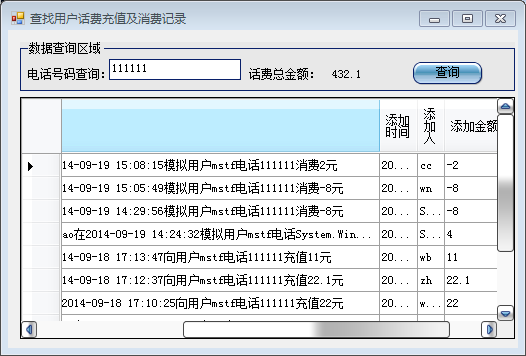 查找用户话费充值及消费记录
数据查询区域
电话号码查询: 111111 话费总金额: 432.1 查询
添加时间 添加人 添加金额
14-09-19 15:08:15模拟用户mstf电话111111消费2元 20... cc -2
14-09-19 15:05:49模拟用户mstf电话111111消费-8元 20... wn -8
14-09-19 14:29:56模拟用户mstf电话111111消费-8元 20... S... -8
ao在2014-09-19 14:24:32模拟用户mstf电话System.Win... 20... S... 4
14-09-18 17:13:47向用户mstf电话111111充值11元 20... wb 11
14-09-18 17:12:37向用户mstf电话111111充值22.1元 20... zh 22.1
2014-09-18 17:10:25向用户mstf电话111111充值22元 20... w... 22